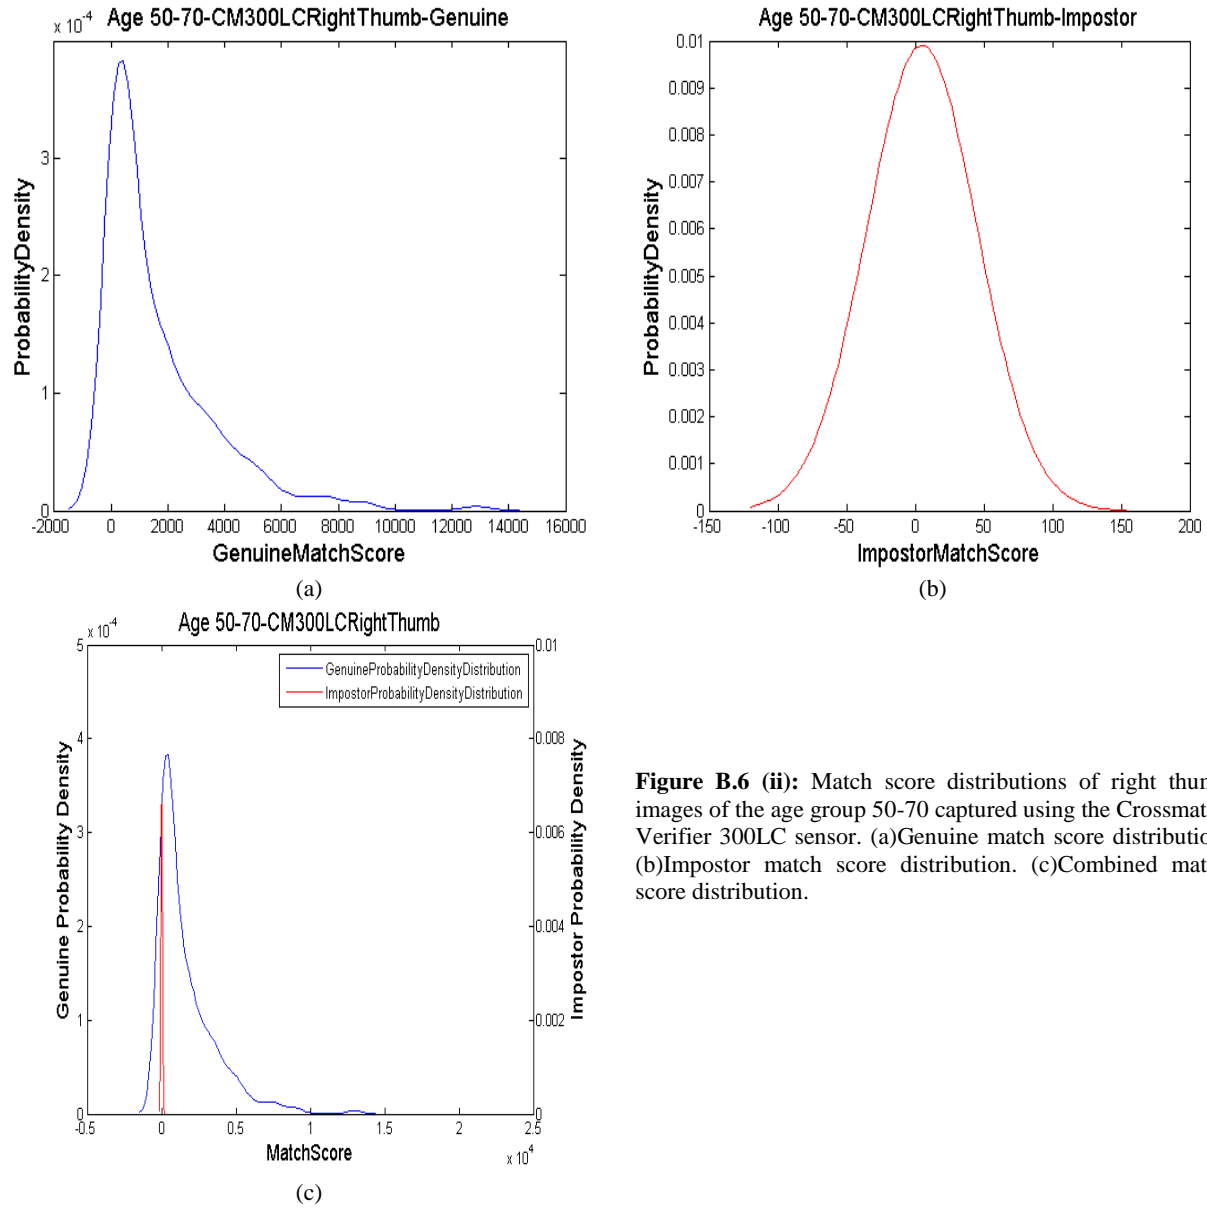 Age 50-70-CM300LCRightThumb-Genuine
x 10-4
3
2
1
0
ProbabilityDensity
-2000 0 2000 4000 6000 8000 10000 12000 14000 16000
GenuineMatchScore
(a)
Age 50-70-CM300LCRightThumb-Impostor
0.01
0.009
0.008
0.007
0.006
0.005
0.004
0.003
0.002
0.001
0
ProbabilityDensity
-150 -100 -50 0 50 100 150 200
ImpostorMatchScore
(b)
Age 50-70-CM300LCRightThumb
x 10-4
5
4
3
2
1
0
Genuine Probability Density
GenuineProbabilityDensityDistribution
ImpostorProbabilityDensityDistribution
0.01
0.008
0.006
0.004
0.002
0
Impostor Probability Density
-0.5 0 0.5 1 1.5 2 2.5
MatchScore
x 104
(c)
Figure B.6 (ii): Match score distributions of right thum
images of the age group 50-70 captured using the Crossmat
Verifier 300LC sensor. (a)Genuine match score distributio
(b)Impostor match score distribution. (c)Combined mat
score distribution.